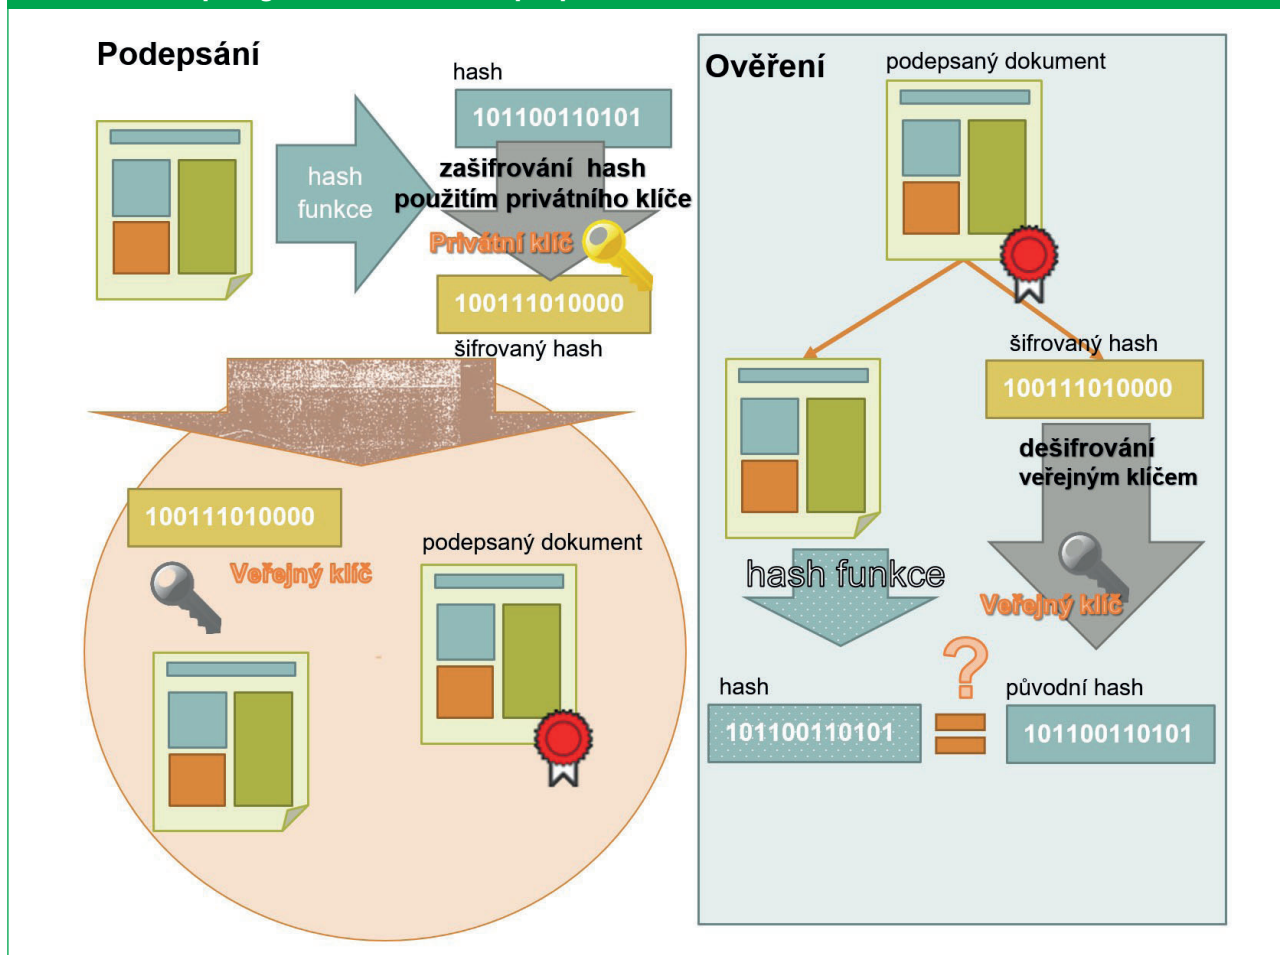 Podepsání
hash
101100110101
hash
funkce
zašifrování hash
použitím privátního klíče
Privátní klíč
100111010000
šifrovaný hash
100111010000
Veřejný klíč
podepsaný dokument
Ověření
podepsaný dokument
šifrovaný hash
100111010000
dešifrování
veřejným klíčem
hash funkce
Veřejný klíč
?
hash
původní hash
101100110101
=
101100110101